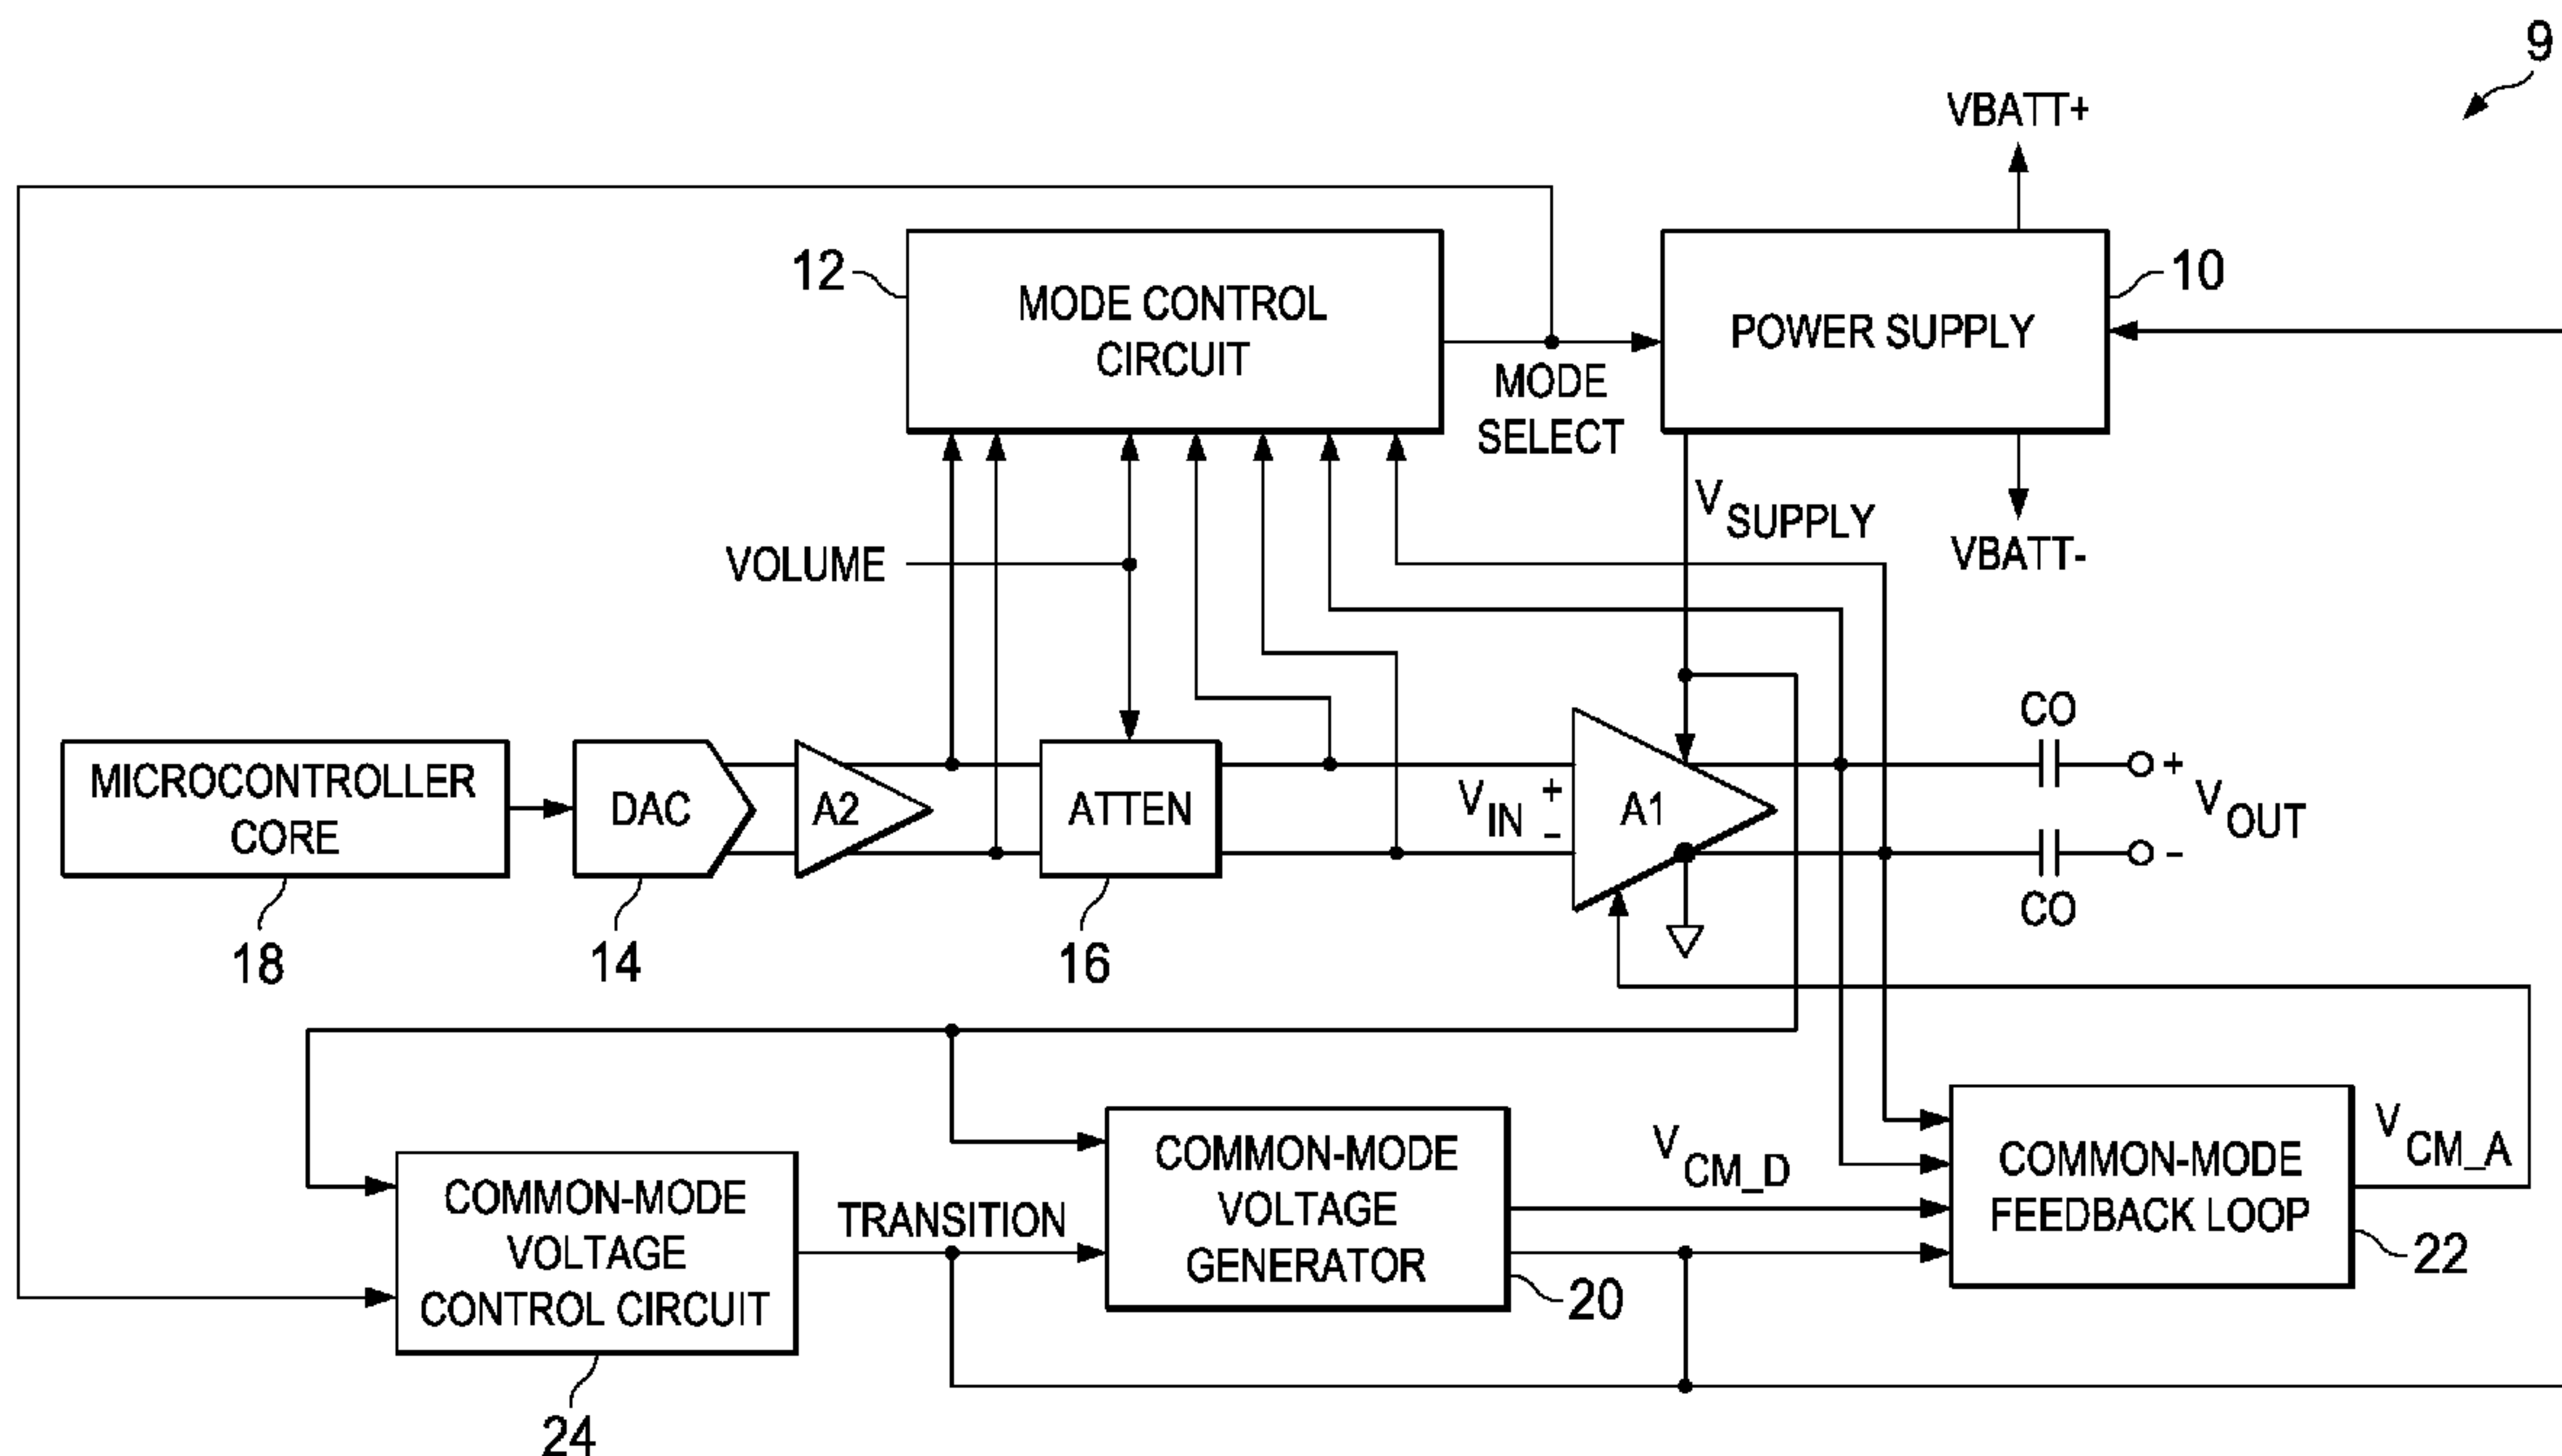 9
VBATT+
12
MODE CONTROL
CIRCUIT
POWER SUPPLY
10
MODE
SELECT
VSUPPLY
VBATT-
VOLUME
MICROCONTROLLER
CORE
DAC
A2
ATTEN
VIN
+
-
A1
CO
+
VOUT
-
CO
18
14
16
COMMON-MODE
VOLTAGE
CONTROL CIRCUIT
24
TRANSITION
COMMON-MODE
VOLTAGE
GENERATOR
20
VCM_D
COMMON-MODE
FEEDBACK LOOP
22
VCM_A